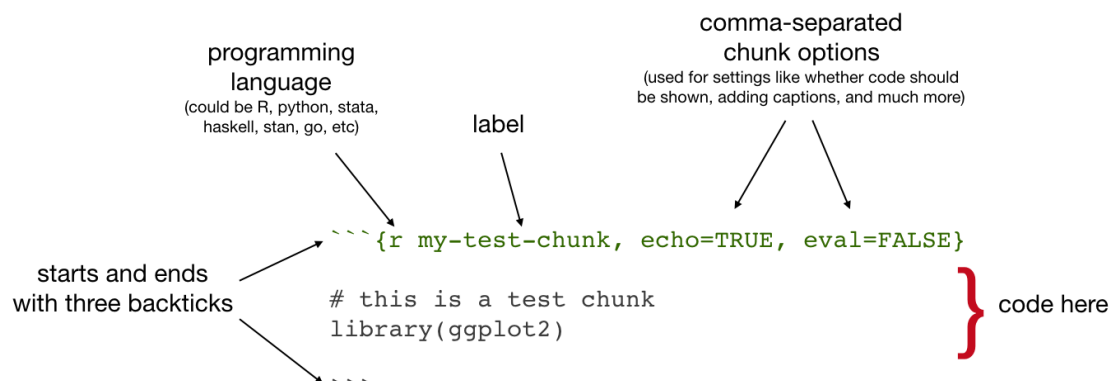 comma-separated
chunk options
(used for settings like whether code should
be shown, adding captions, and much more)
programming
language
(could be R, python, stata,
haskell, stan, go, etc)
label
```{r my-test-chunk, echo=TRUE, eval=FALSE}
starts and ends
with three backticks
# this is a test chunk
library(ggplot2)
code here
```